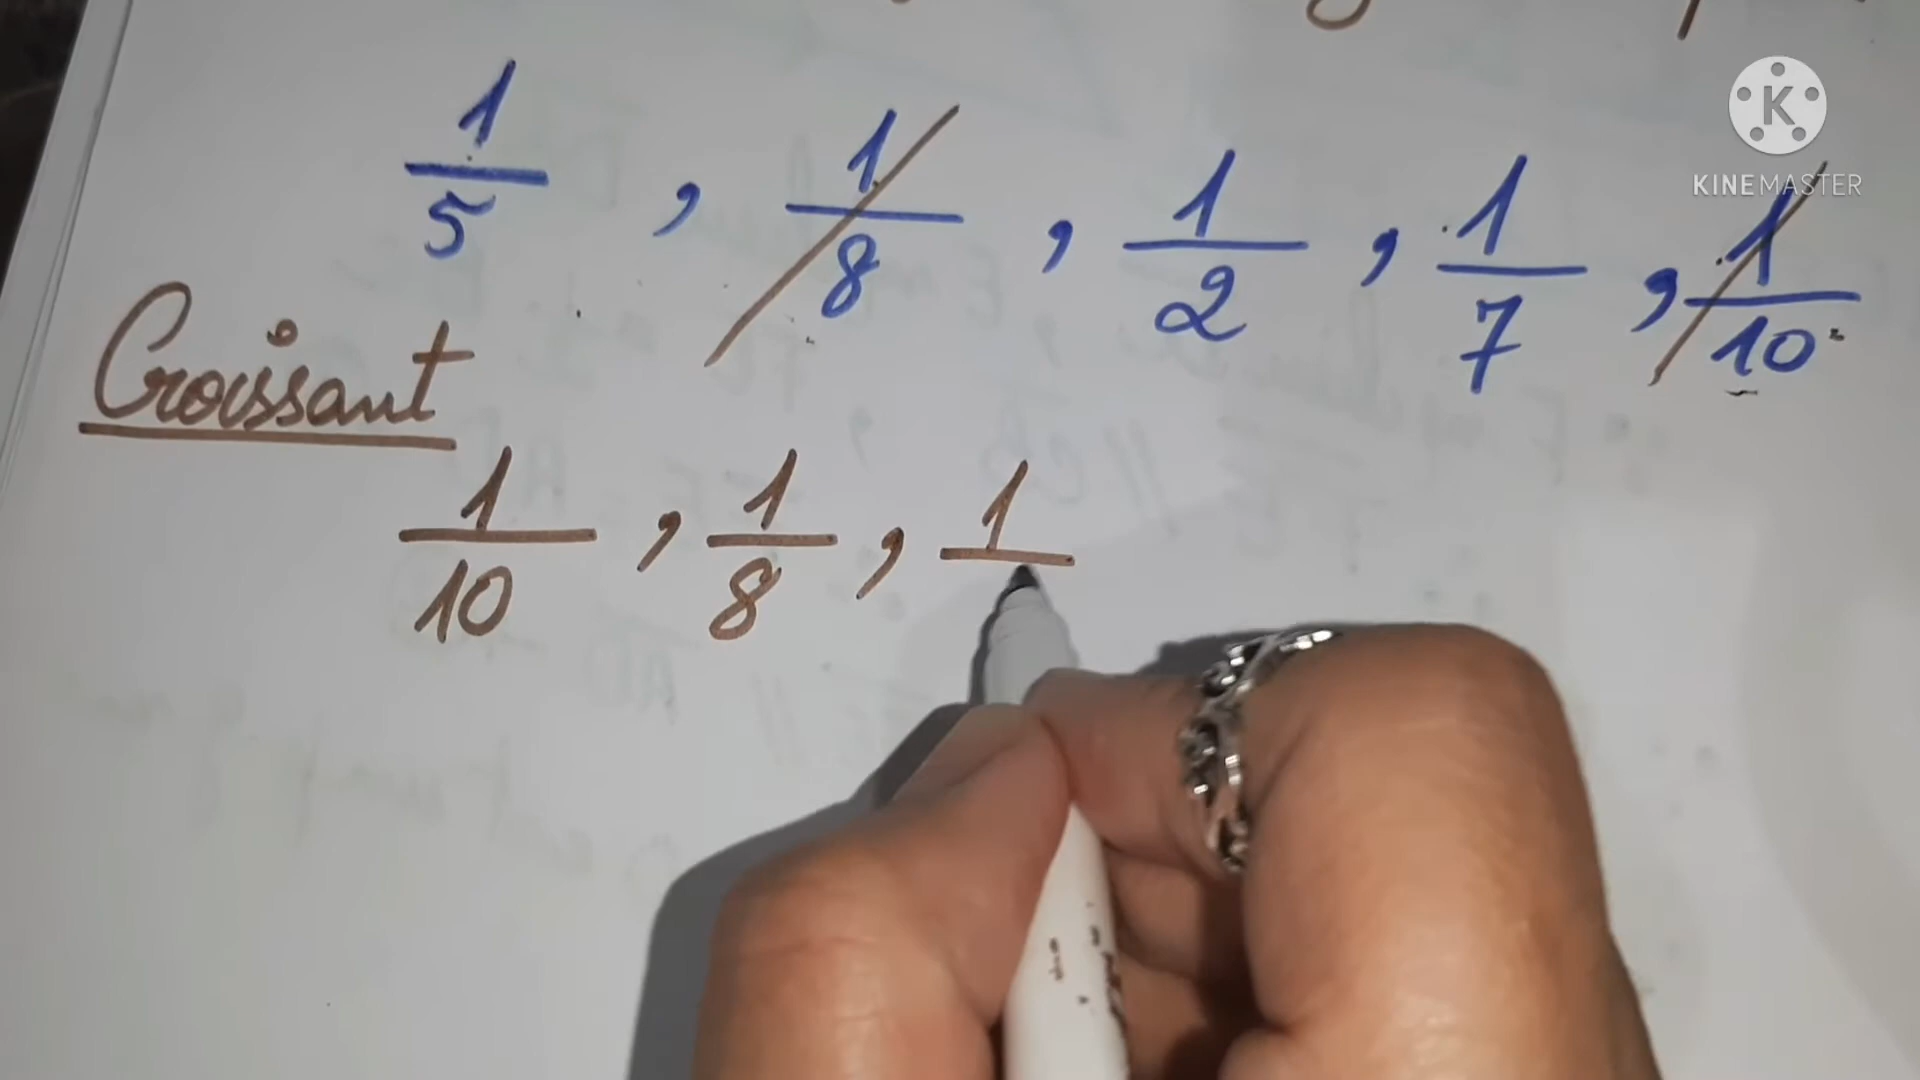 KINEMASTER
1/5 , 1/8 , 1/2 , 1/7 , 1/10
Croissant
1/10 , 1/8 , 1/